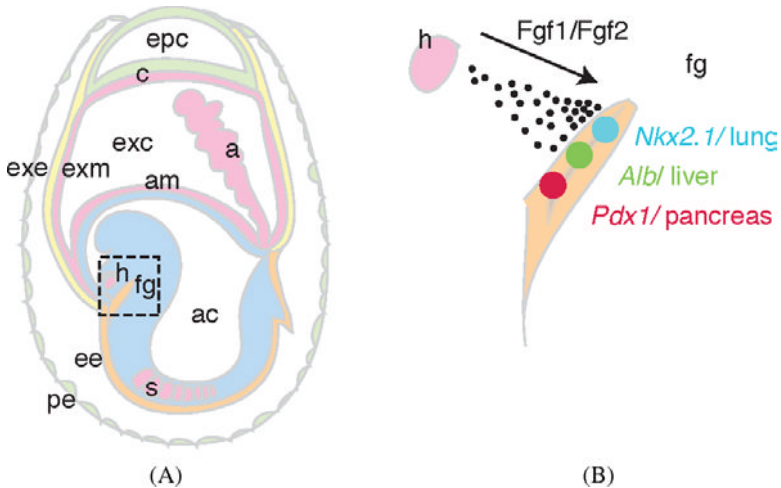 epc
c
exc
a
exe exm
am
h
fg
ac
ee
s
pe
(A)
h
Fgf1/Fgf2
fg
Nkx2.1/ lung
Alb/ liver
Pdx1/ pancreas
(B)